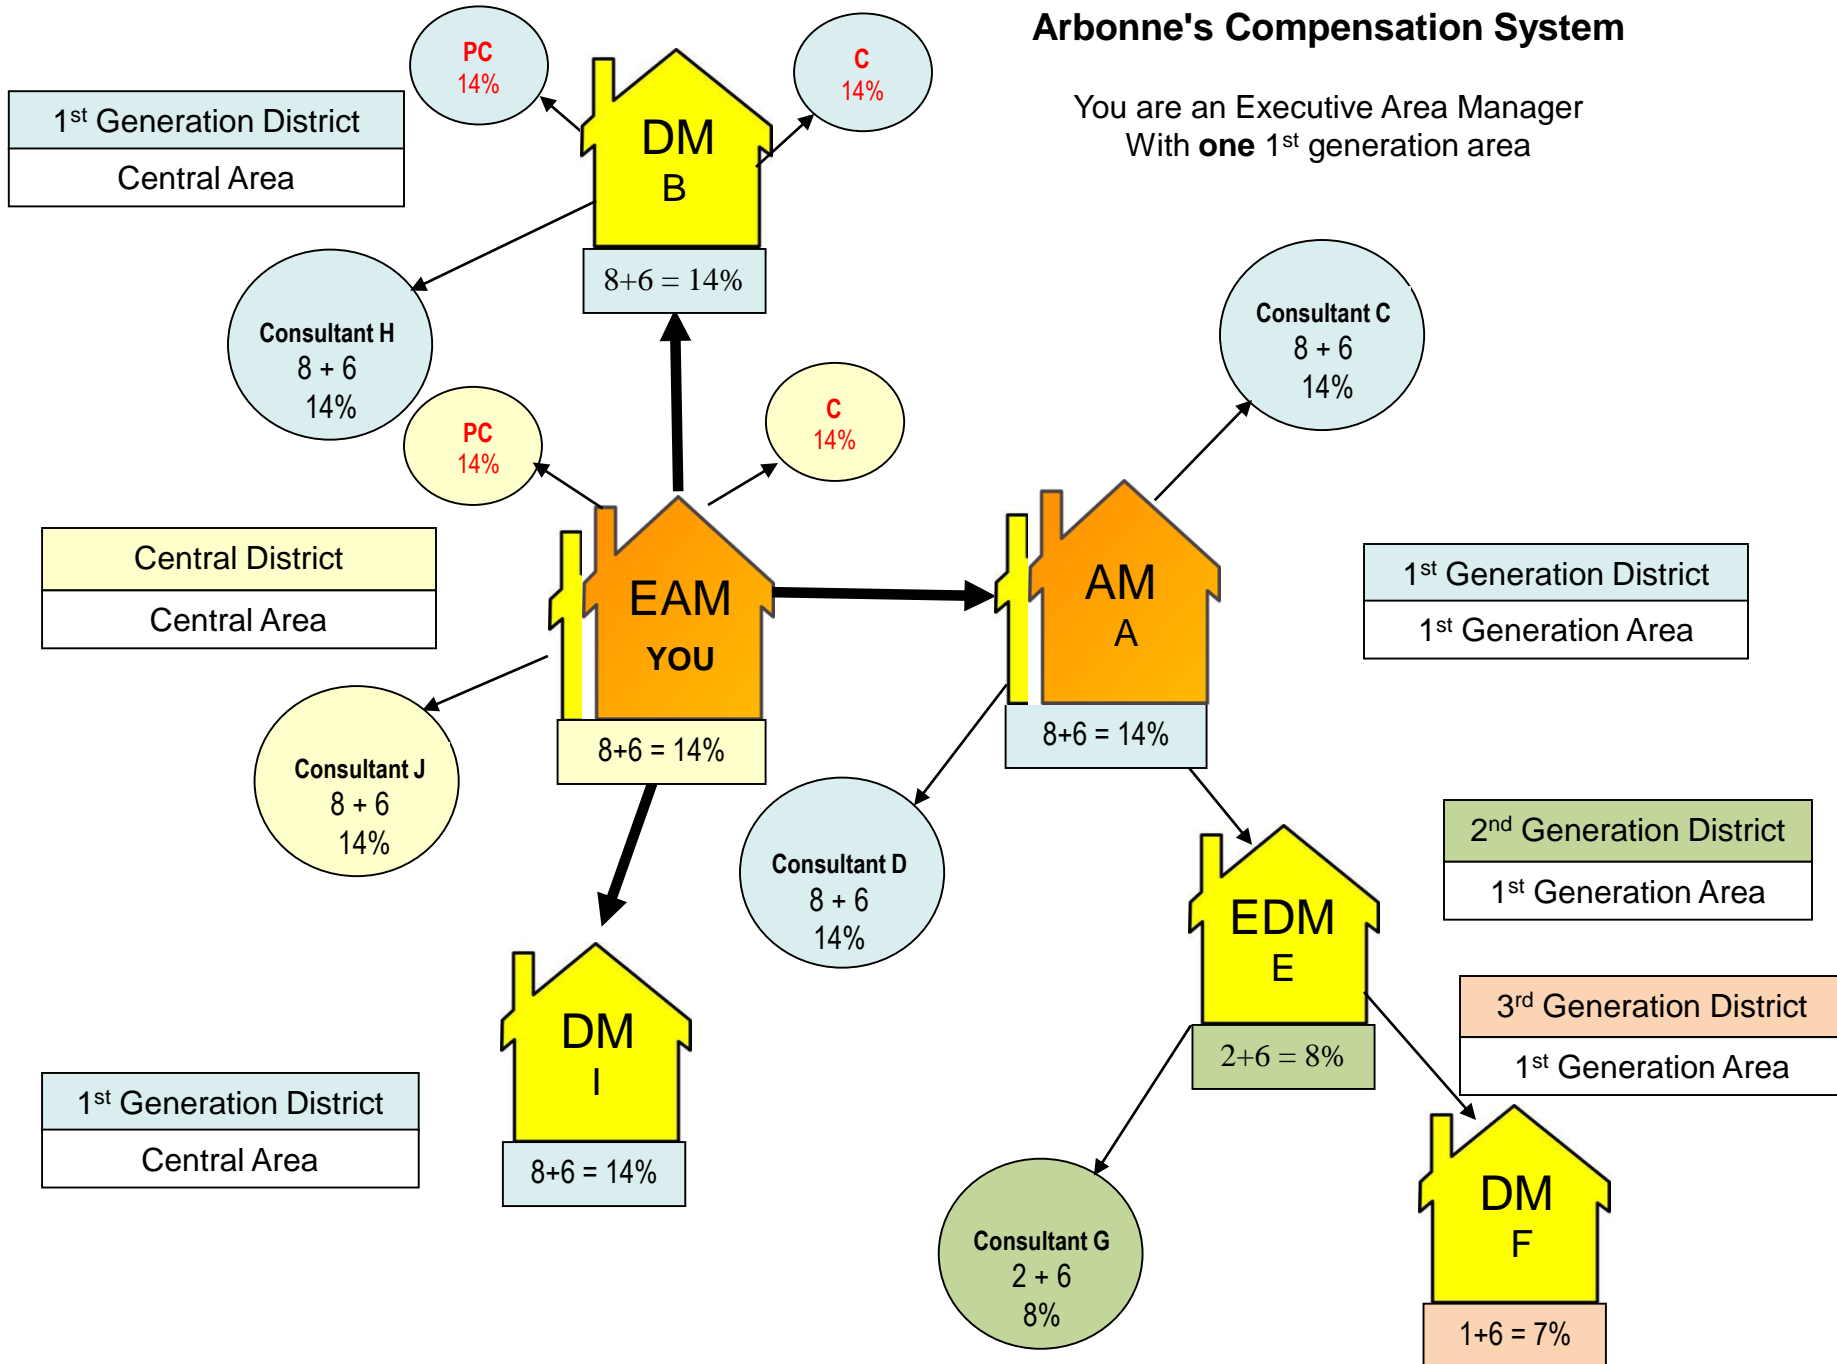 Arbonne's Compensation System
You are an Executive Area Manager
With one 1st generation area
PC
14%
C
14%
1st Generation District
Central Area
DM
B
8+6 = 14%
Consultant H
8 + 6
14%
Consultant C
8 + 6
14%
PC
14%
C
14%
Central District
Central Area
EAM
YOU
8+6 = 14%
AM
A
8+6 = 14%
1st Generation District
1st Generation Area
Consultant J
8 + 6
14%
Consultant D
8 + 6
14%
2nd Generation District
1st Generation Area
EDM
E
2+6 = 8%
3rd Generation District
1st Generation Area
DM
I
8+6 = 14%
1st Generation District
Central Area
Consultant G
2 + 6
8%
DM
F
1+6 = 7%